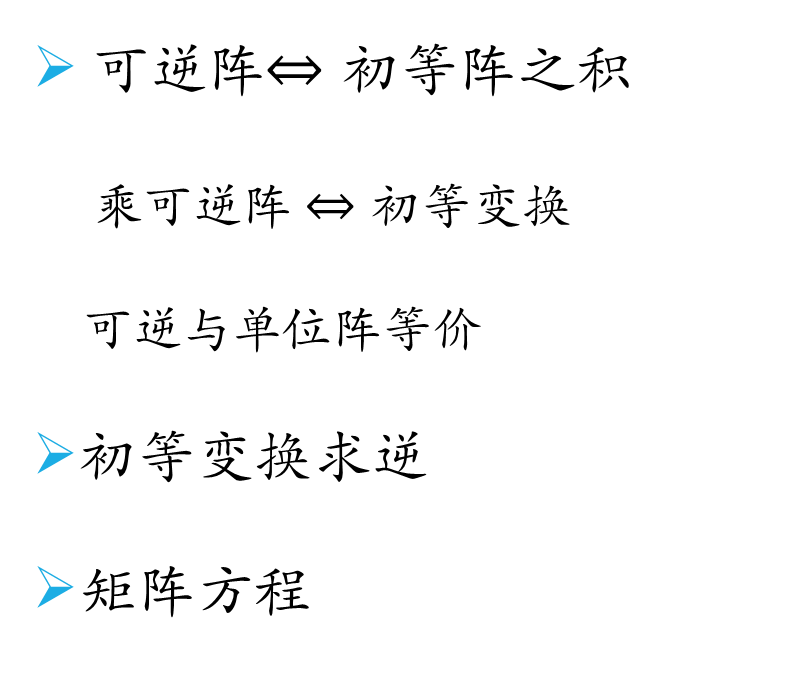 ➢ 可逆阵⇔ 初等阵之积
乘可逆阵 ⇔ 初等变换
可逆与单位阵等价
➢初等变换求逆
➢矩阵方程